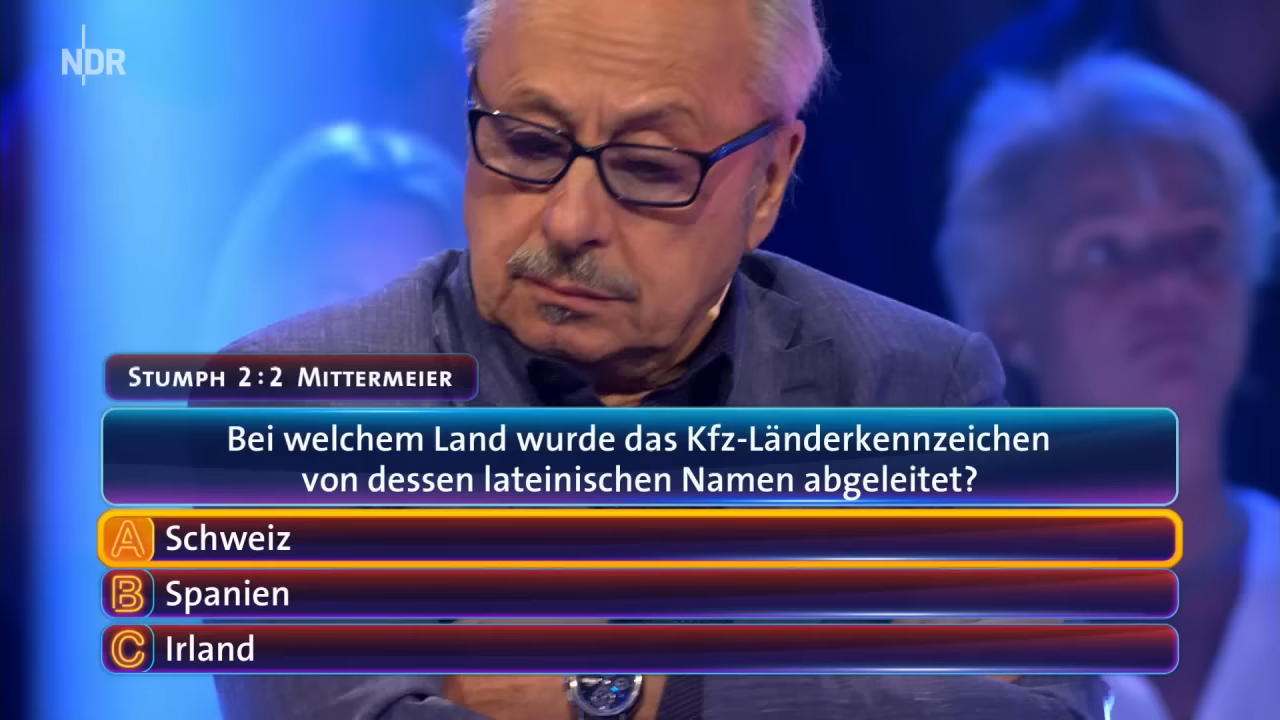 NDR
STUMPH 2:2 MITTERMEIER
Bei welchem Land wurde das Kfz-Länderkennzeichen
von dessen lateinischen Namen abgeleitet?
A Schweiz
B Spanien
C Irland